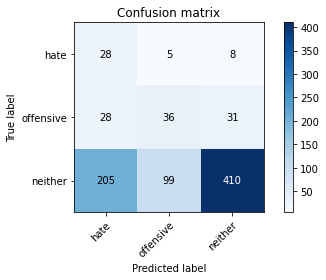 Confusion matrix
True label
hate 28 5 8
offensive 28 36 31
neither 205 99 410
hate offensive neither
Predicted label
400
350
300
250
200
150
100
50